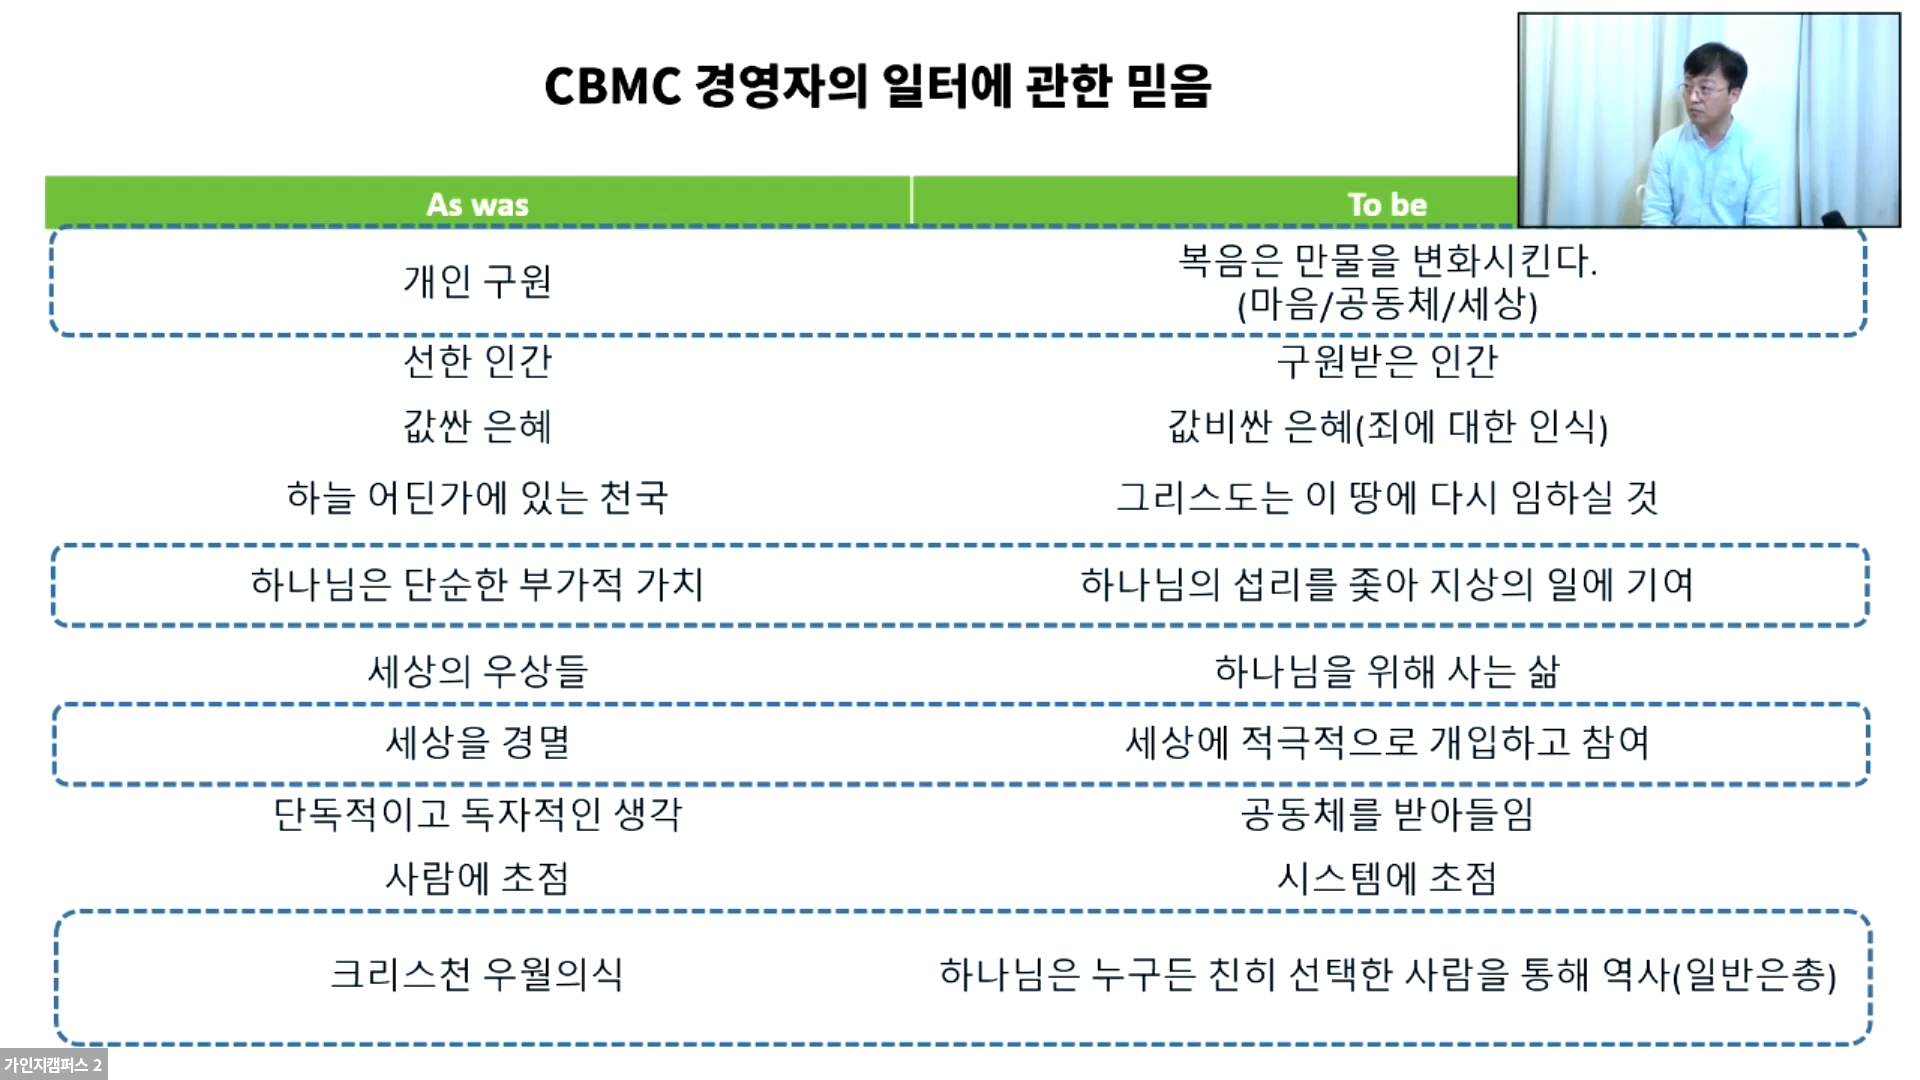 CBMC 경영자의 일터에 관한 믿음
As was
To be
개인 구원
복음은 만물을 변화시킨다.
(마음/공동체/세상)
선한 인간
구원받은 인간
값싼 은혜
값비싼 은혜(죄에 대한 인식)
하늘 어딘가에 있는 천국
그리스도는 이 땅에 다시 임하실 것
하나님은 단순한 부가적 가치
하나님의 섭리를 좇아 지상의 일에 기여
세상의 우상들
하나님을 위해 사는 삶
세상을 경멸
세상에 적극적으로 개입하고 참여
단독적이고 독자적인 생각
공동체를 받아들임
사람에 초점
시스템에 초점
크리스천 우월의식
하나님은 누구든 친히 선택한 사람을 통해 역사(일반은총)
가인지캠퍼스 2